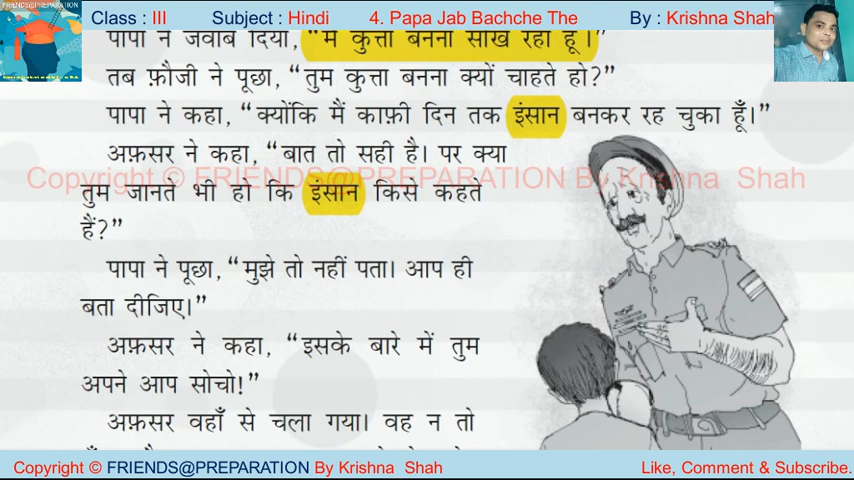 FRIENDS@PREPARATION
Class : III Subject : Hindi 4. Papa Jab Bachche The By : Krishna Shah
पापा ने जवाब दिया, “मैं कुत्ता बनना सीख रहा हूँ।”
तब फ़ौजी ने पूछा, “तुम कुत्ता बनना क्यों चाहते हो?”
पापा ने कहा, “क्योंकि मैं काफ़ी दिन तक इंसान बनकर रह चुका हूँ।”
अफ़सर ने कहा, “बात तो सही है। पर क्या
Copyright © FRIENDS@PREPARATION By Krishna Shah
तुम जानते भी हो कि इंसान किसे कहते
हैं?”
पापा ने पूछा, “मुझे तो नहीं पता। आप ही
बता दीजिए।”
अफ़सर ने कहा, “इसके बारे में तुम
अपने आप सोचो!”
अफ़सर वहाँ से चला गया। वह न तो
Copyright © FRIENDS@PREPARATION By Krishna Shah Like, Comment & Subscribe.